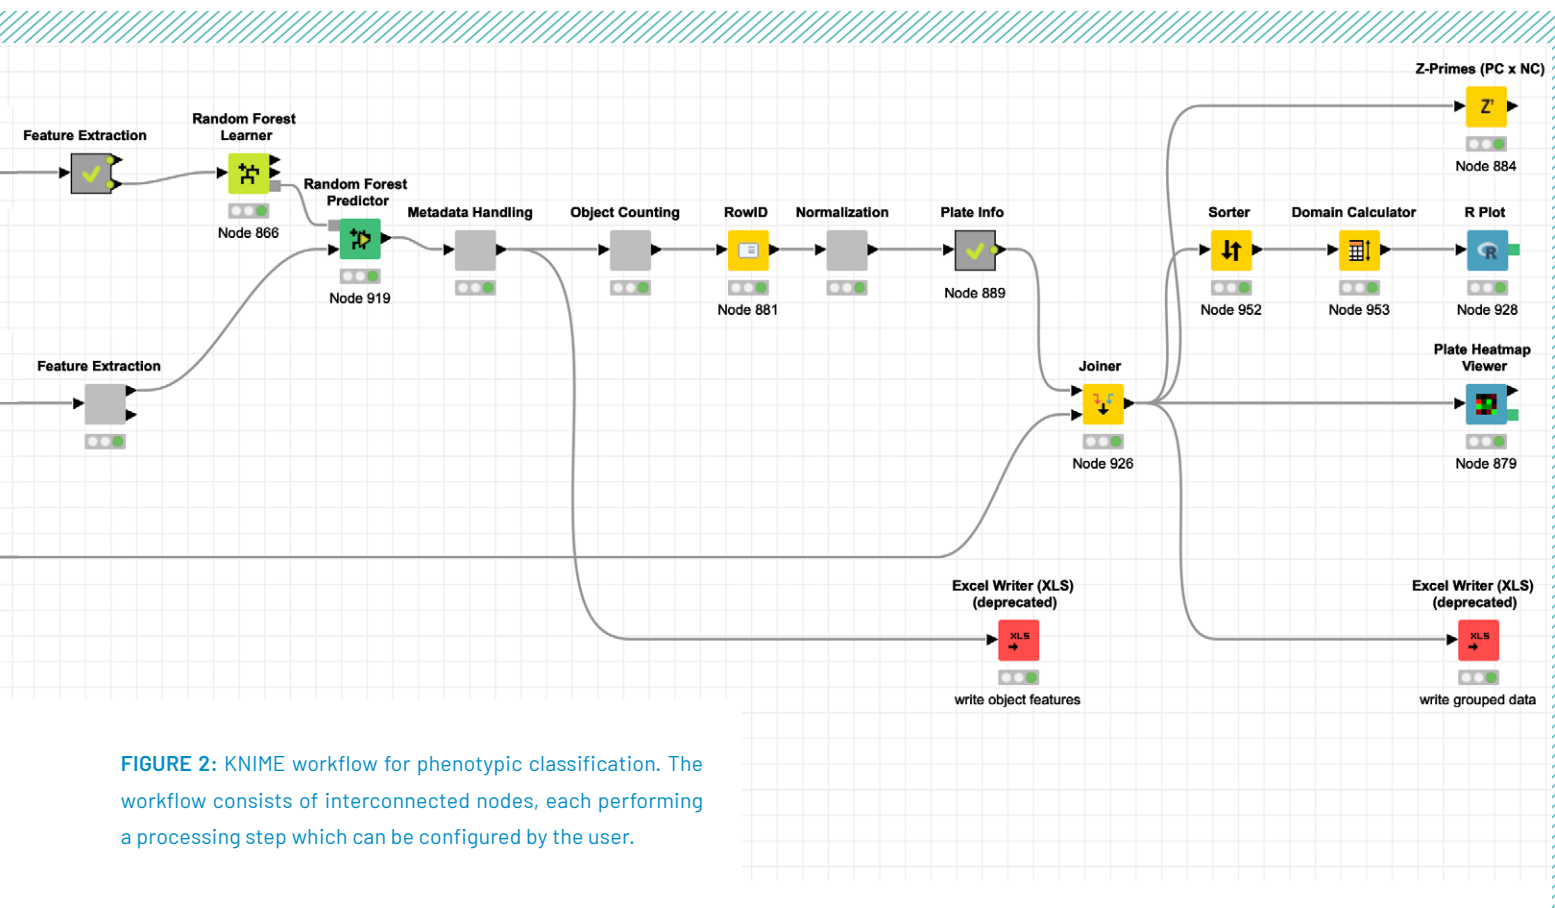 Z-Primes (PC x NC)
Z'
Node 884
Feature Extraction
Random Forest
Learner
Node 866
Random Forest
Predictor
Node 919
Metadata Handling
Object Counting
RowID
Node 881
Normalization
Plate Info
Node 889
Sorter
Node 952
Domain Calculator
Node 953
R Plot
R
Node 928
Feature Extraction
Joiner
Node 926
Plate Heatmap
Viewer
Node 879
Excel Writer (XLS)
(deprecated)
XLS
write object features
Excel Writer (XLS)
(deprecated)
XLS
write grouped data
FIGURE 2: KNIME workflow for phenotypic classification. The
workflow consists of interconnected nodes, each performing
a processing step which can be configured by the user.